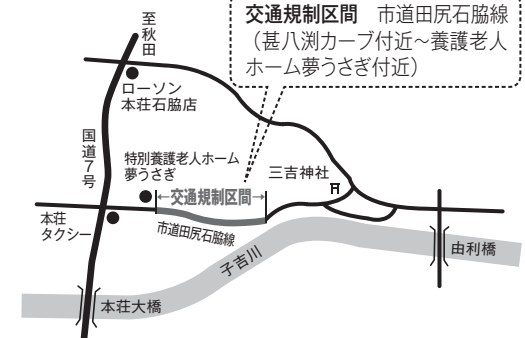 交通規制区間　市道田尻石脇線
（甚八渕カーブ付近～養護老人
ホーム夢うさぎ付近）
至秋田
ローソン
本荘石脇店
国道7号
特別養護老人ホーム
夢うさぎ
三吉神社
←交通規制区間→
本荘
タクシー
市道田尻石脇線
子吉川
由利橋
本荘大橋